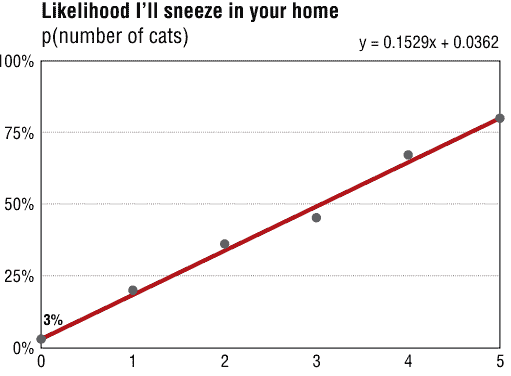 Likelihood I'll sneeze in your home
p(number of cats)
y = 0.1529x + 0.0362
100%
75%
50%
25%
3%
0%
0 1 2 3 4 5